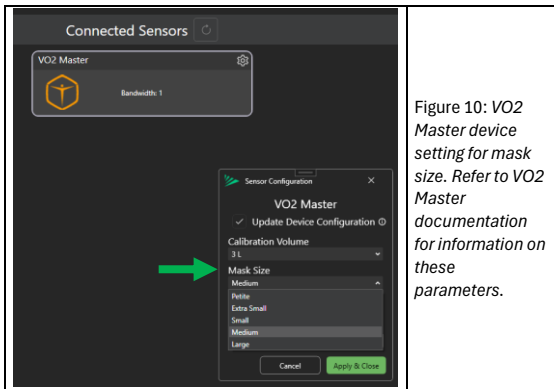 Connected Sensors
VO2 Master
Bandwidth: 1
Sensor Configuration
VO2 Master
Update Device Configuration
Calibration Volume
3 L
Mask Size
Medium
Petite
Extra Small
Small
Medium
Large
Cancel
Apply & Close
Figure 10: VO2
Master device
setting for mask
size. Refer to VO2
Master
documentation
for information on
these
parameters.